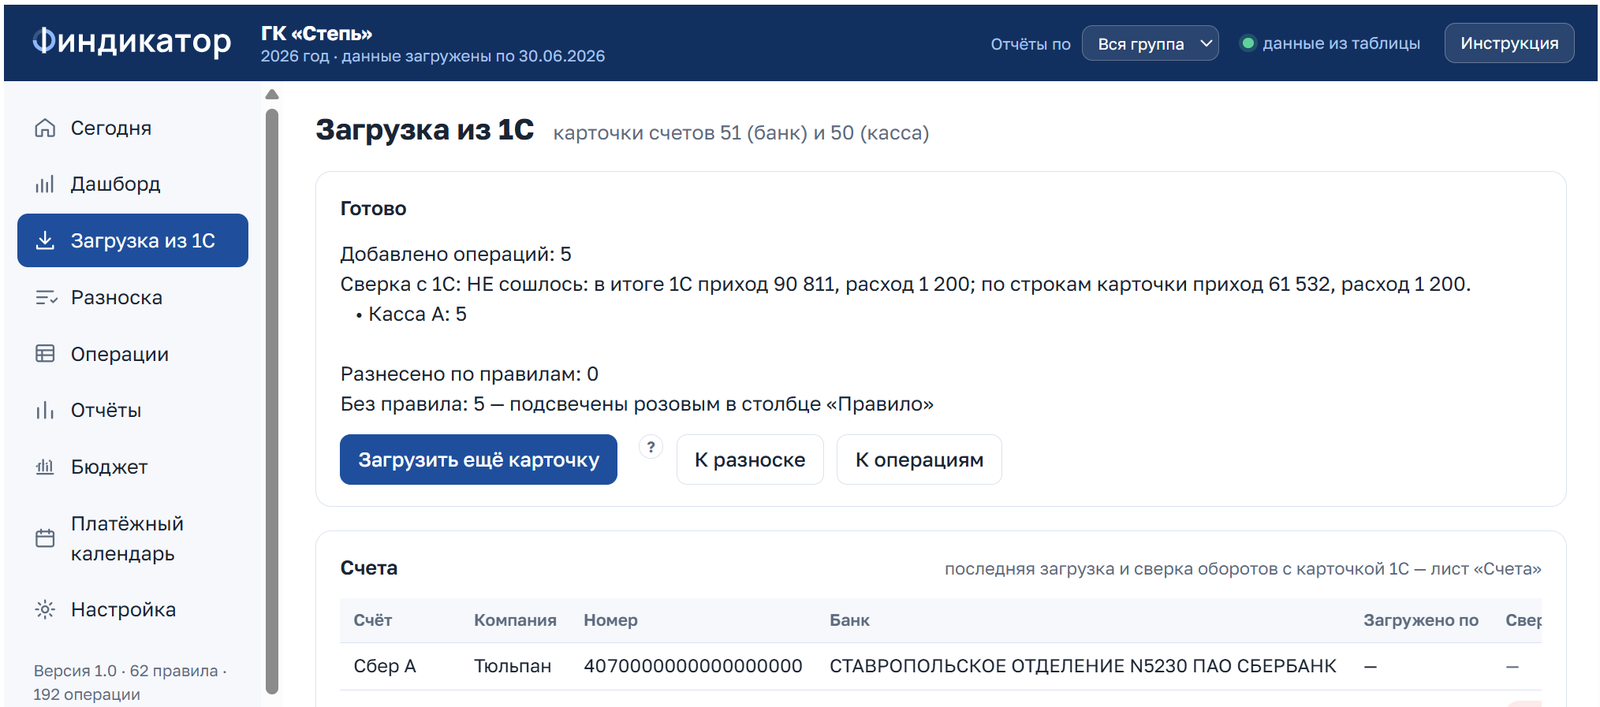 Финдикатор
ГК «Степь»
2026 год · данные загружены по 30.06.2026
Отчёты по
Вся группа
данные из таблицы
Инструкция
Сегодня
Дашборд
Загрузка из 1С
Разноска
Операции
Отчёты
Бюджет
Платёжный
календарь
Настройка
Версия 1.0 · 62 правила ·
192 операции
Загрузка из 1С карточки счетов 51 (банк) и 50 (касса)
Готово
Добавлено операций: 5
Сверка с 1С: НЕ сошлось: в итоге 1С приход 90 811, расход 1 200; по строкам карточки приход 61 532, расход 1 200.
• Касса А: 5
Разнесено по правилам: 0
Без правила: 5 — подсвечены розовым в столбце «Правило»
Загрузить ещё карточку
?
К разноске
К операциям
Счета
последняя загрузка и сверка оборотов с карточкой 1С — лист «Счета»
Счёт Компания Номер Банк Загружено по Свер
Сбер А Тюльпан 4070000000000000000 СТАВРОПОЛЬСКОЕ ОТДЕЛЕНИЕ N5230 ПАО СБЕРБАНК — —